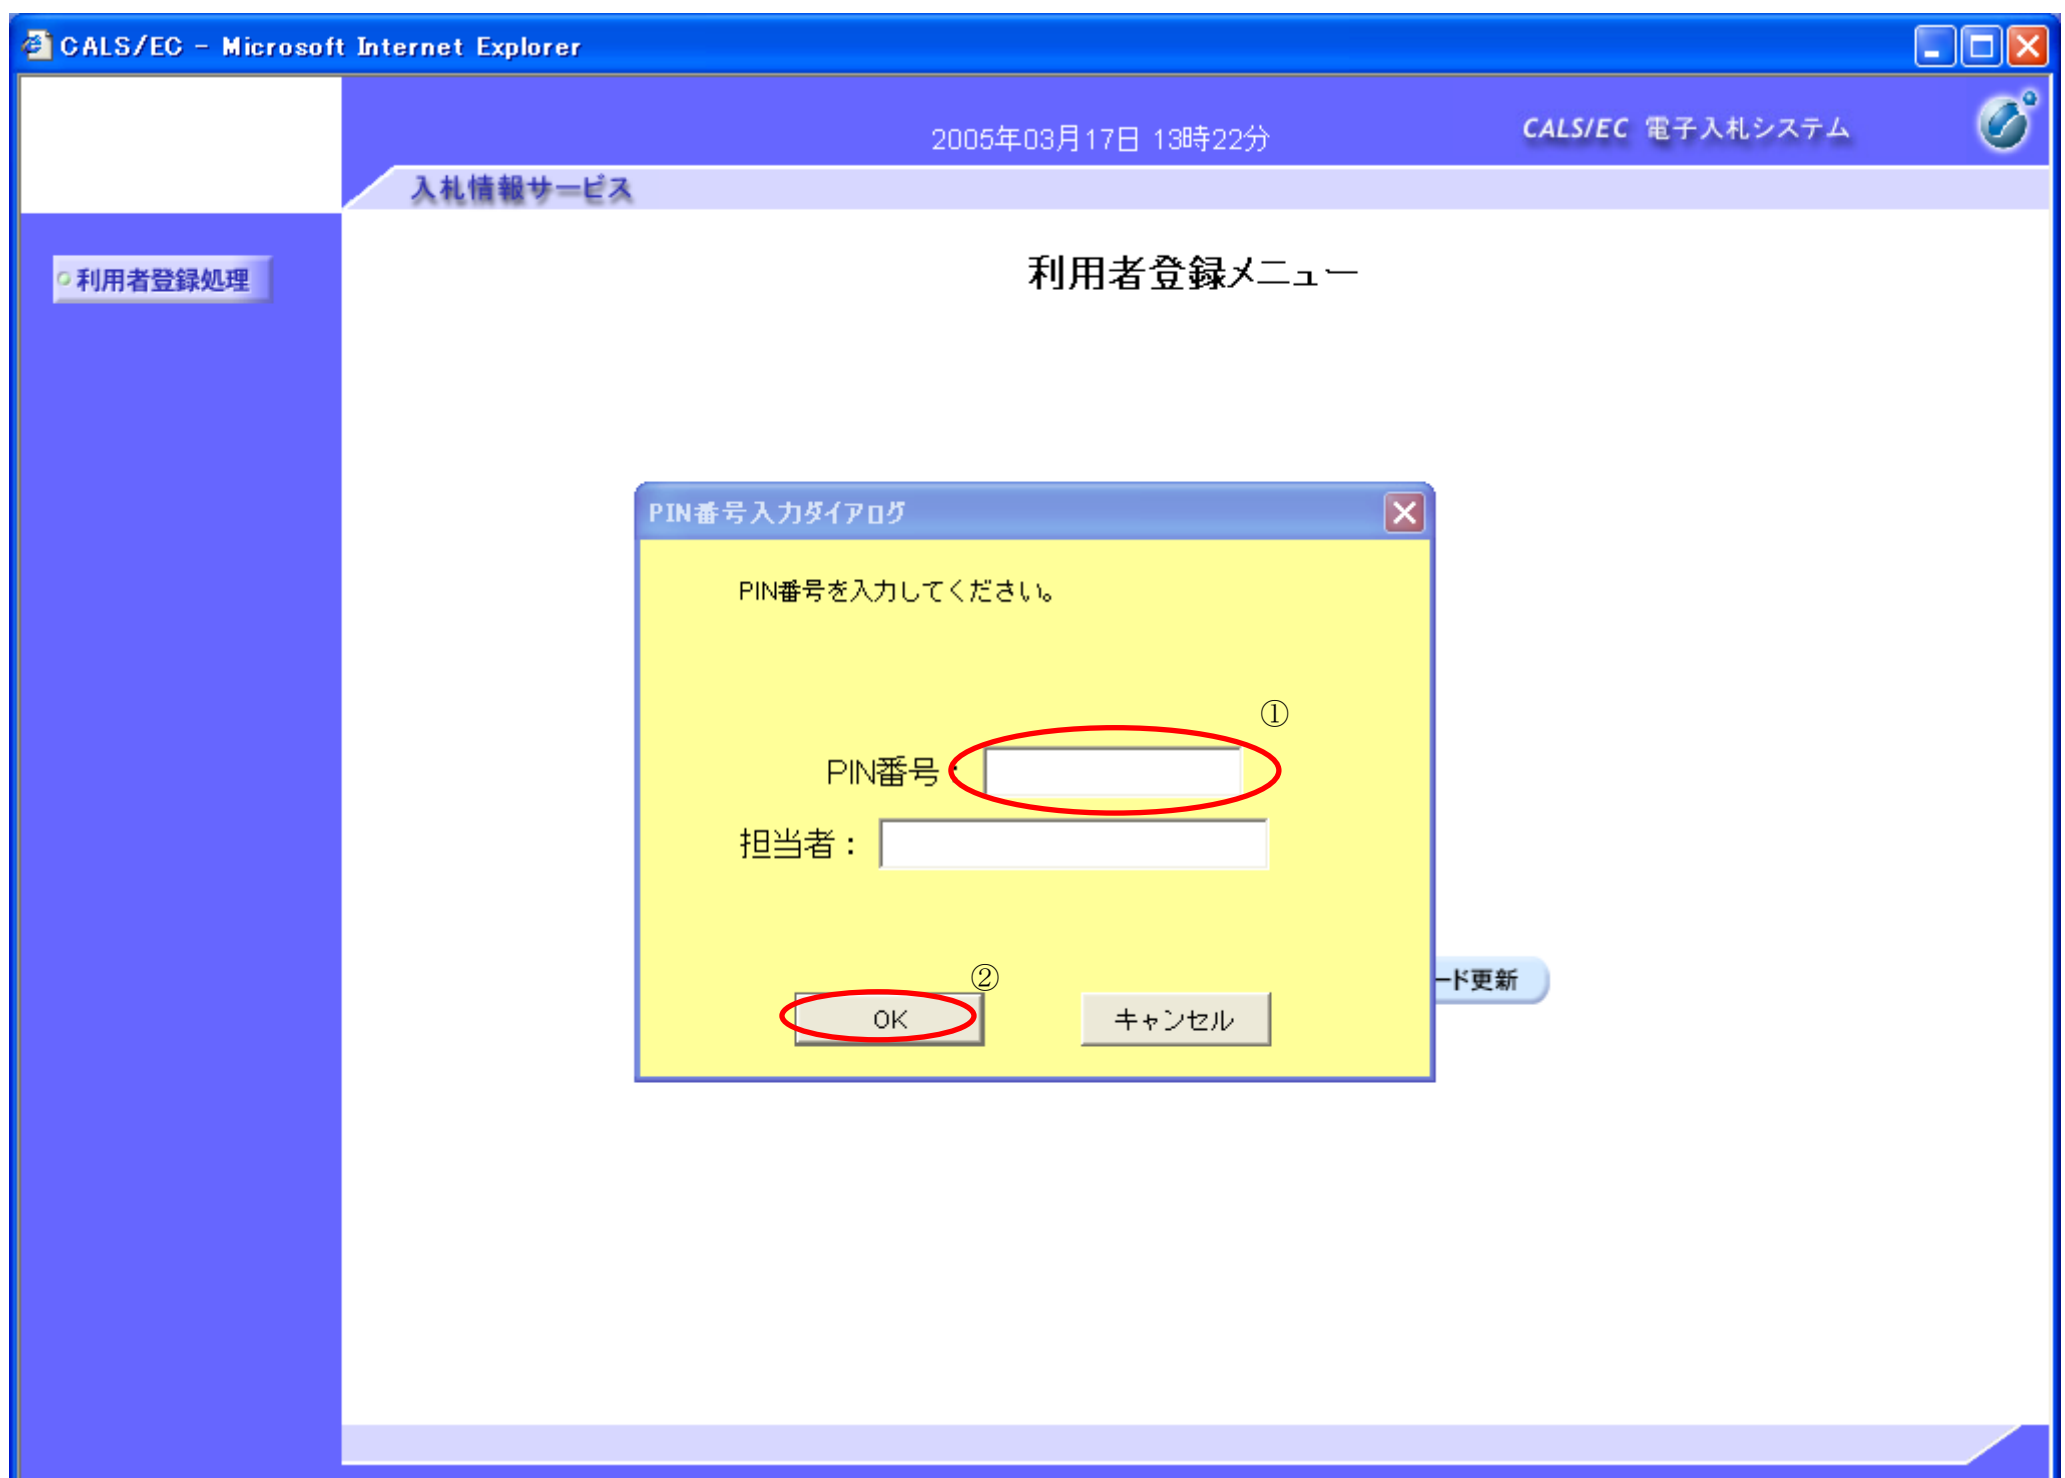 CALS/EC - Microsoft Internet Explorer
2005年03月17日 13時22分
CALS/EC 電子入札システム
入札情報サービス
利用者登録処理
利用者登録メニュー
PIN番号入力ダイアログ
PIN番号を入力してください。
①
PIN番号：
担当者：
②
OK
キャンセル
ード更新